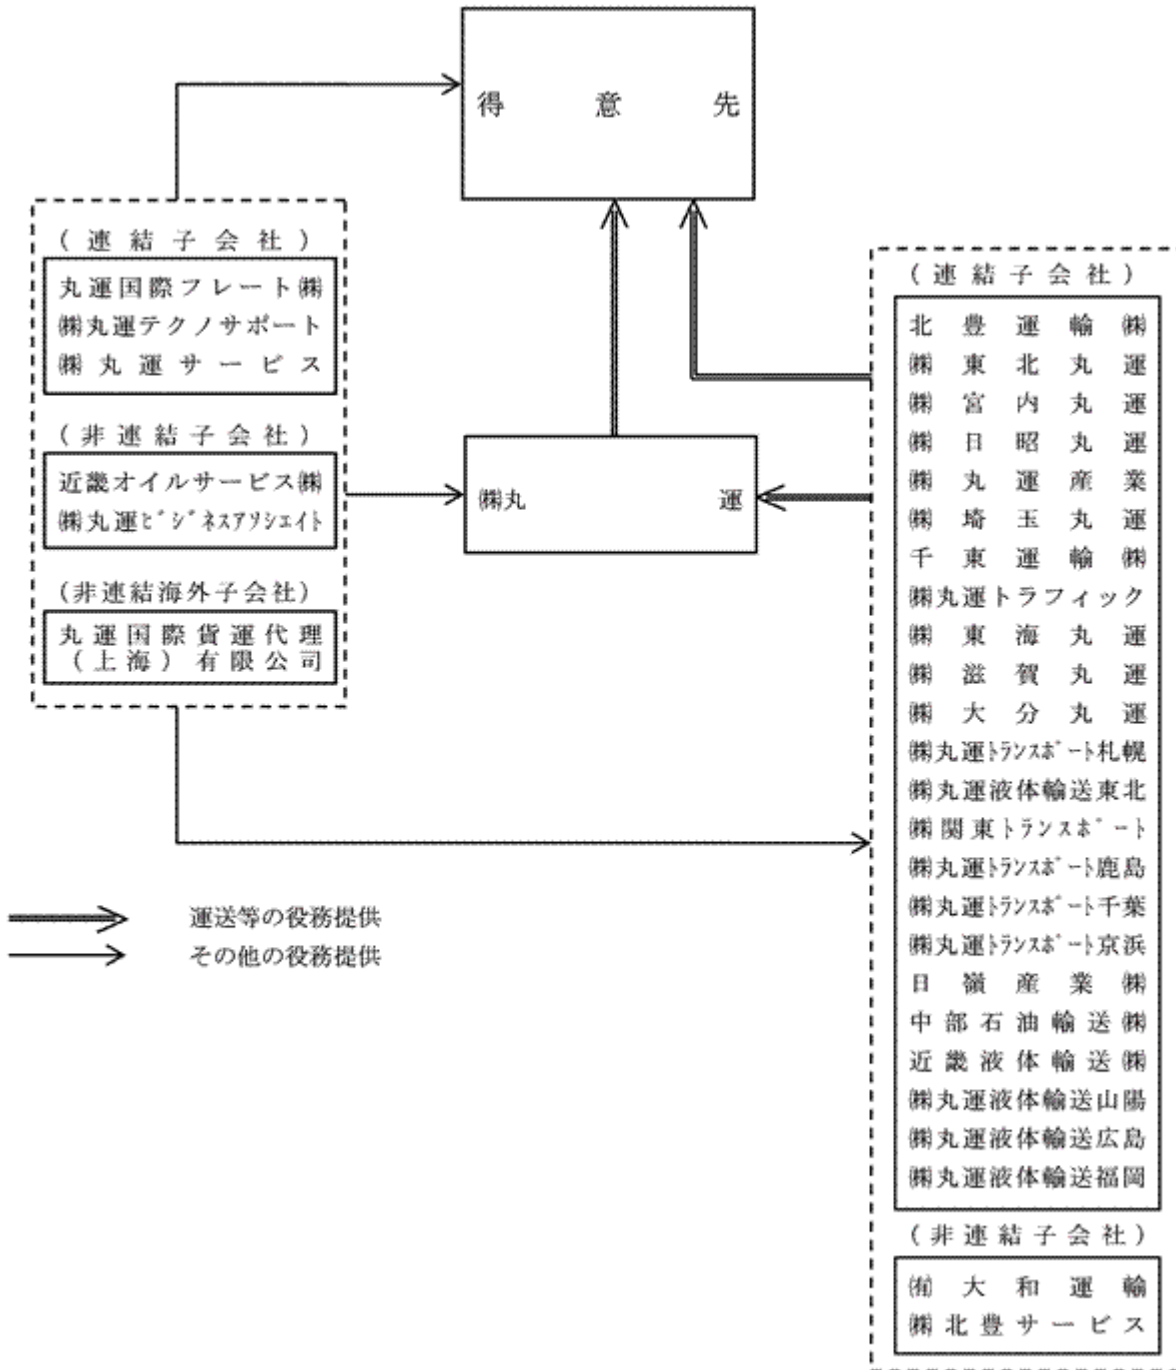 得意先
(連結子会社)
丸運国際フレート㈱
㈱丸運テクノサポート
㈱丸運サービス
(非連結子会社)
近畿オイルサービス㈱
㈱丸運ﾋﾞｼﾞﾈｽアソシエイト
(非連結海外子会社)
丸運国際貨運代理
(上海)有限公司
㈱丸運
(連結子会社)
北豊運輸㈱
㈱東北丸運
㈱宮内丸運
㈱日昭丸運
㈱丸運産業
㈱埼玉丸運
千東運輸㈱
㈱丸運トラフィック
㈱東海丸運
㈱滋賀丸運
㈱大分丸運
㈱丸運ﾄﾗﾝｽﾎﾟｰﾄ札幌
㈱丸運液体輸送東北
㈱関東トランスポート
㈱丸運ﾄﾗﾝｽﾎﾟｰﾄ鹿島
㈱丸運ﾄﾗﾝｽﾎﾟｰﾄ千葉
㈱丸運ﾄﾗﾝｽﾎﾟｰﾄ京浜
日嶺産業㈱
中部石油輸送㈱
近畿液体輸送㈱
㈱丸運液体輸送山陽
㈱丸運液体輸送広島
㈱丸運液体輸送福岡
(非連結子会社)
㈲大和運輸
㈱北豊サービス
運送等の役務提供
その他の役務提供